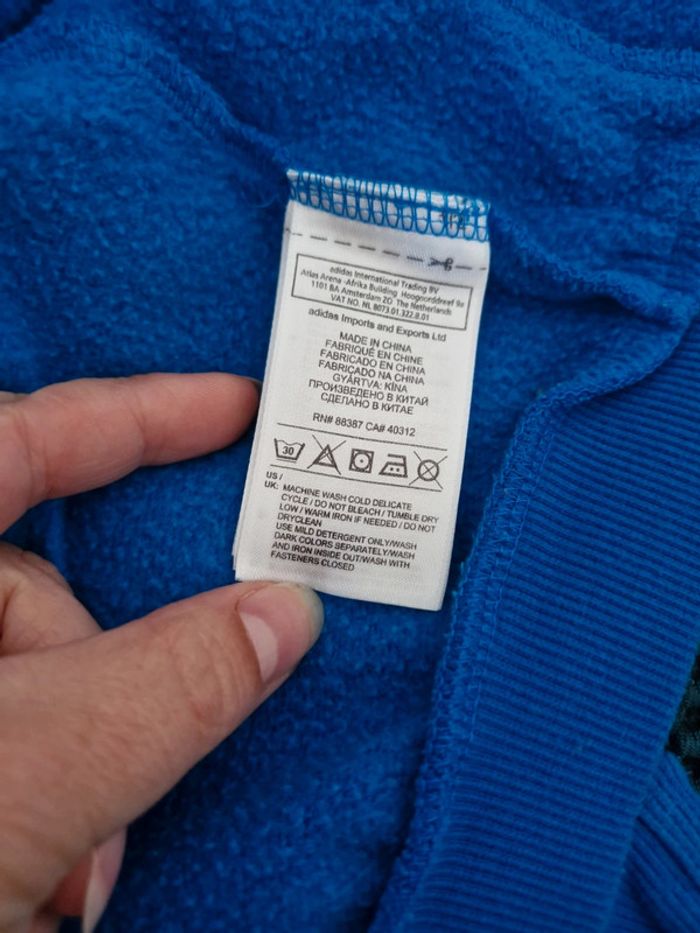 adidas International Trading BV
Atlas Arena -Afrika Building Hoogoorddreef 9a
1101 BA Amsterdam ZO The Netherlands
VAT NO. NL 8073.01.322.B.01
adidas Imports and Exports Ltd
MADE IN CHINA
FABRIQUÉ EN CHINE
FABRICADO EN CHINA
FABRICADO NA CHINA
GYÁRTVA: KÍNA
ПРОИЗВЕДЕНО В КИТАЙ
СДЕЛАНО В КИТАЕ
RN# 88387 CA# 40312
30
US /
UK: MACHINE WASH COLD DELICATE
CYCLE / DO NOT BLEACH / TUMBLE DRY
LOW / WARM IRON IF NEEDED / DO NOT
DRYCLEAN
USE MILD DETERGENT ONLY/WASH
DARK COLORS SEPARATELY/WASH
AND IRON INSIDE OUT/WASH WITH
FASTENERS CLOSED